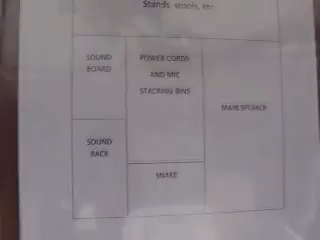 Stands, stools, etc
SOUND
BOARD
POWER CORDS
AND MIC
STACKING BINS
MAIN SPEAKER
SOUND
RACK
SNAKE